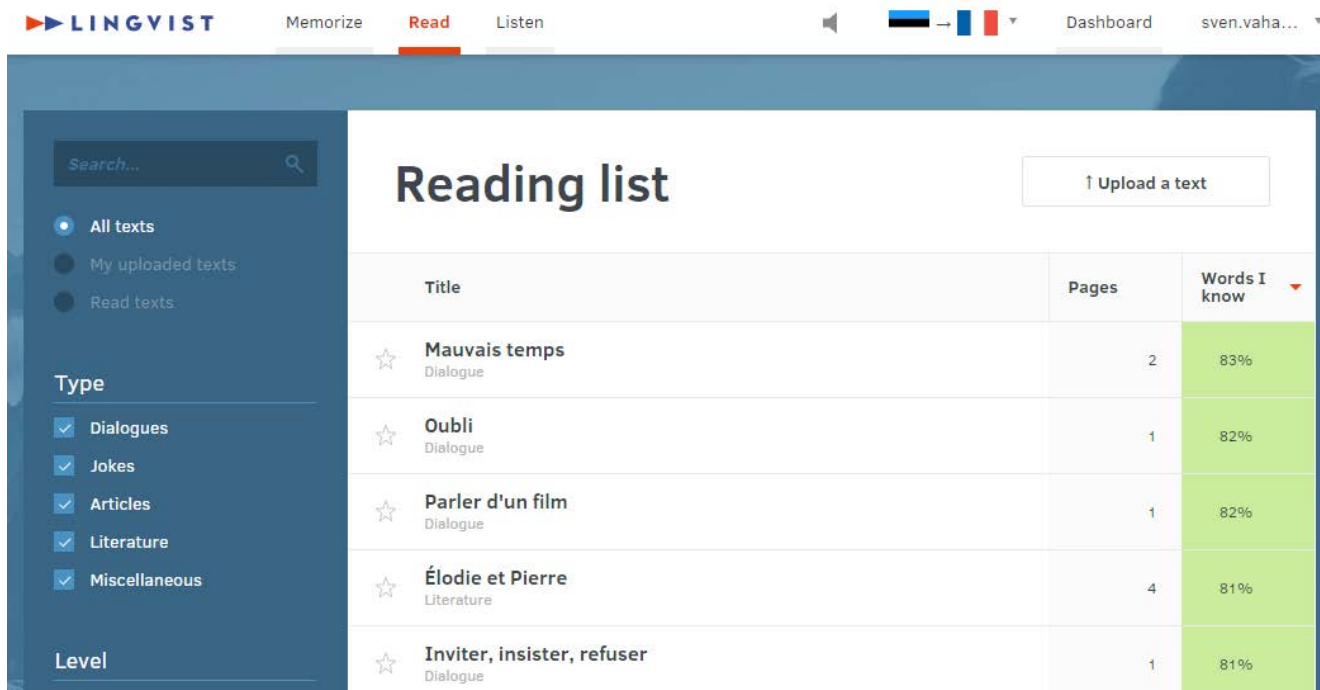 LINGVIST Memorize Read Listen → Dashboard sven.vaha...
Search...
All texts
My uploaded texts
Read texts
Type
Dialogues
Jokes
Articles
Literature
Miscellaneous
Level
Reading list
↑ Upload a text
Title Pages Words I know
Mauvais temps 2 83%
Dialogue
Oubli 1 82%
Dialogue
Parler d'un film 1 82%
Dialogue
Élodie et Pierre 4 81%
Literature
Inviter, insister, refuser 1 81%
Dialogue